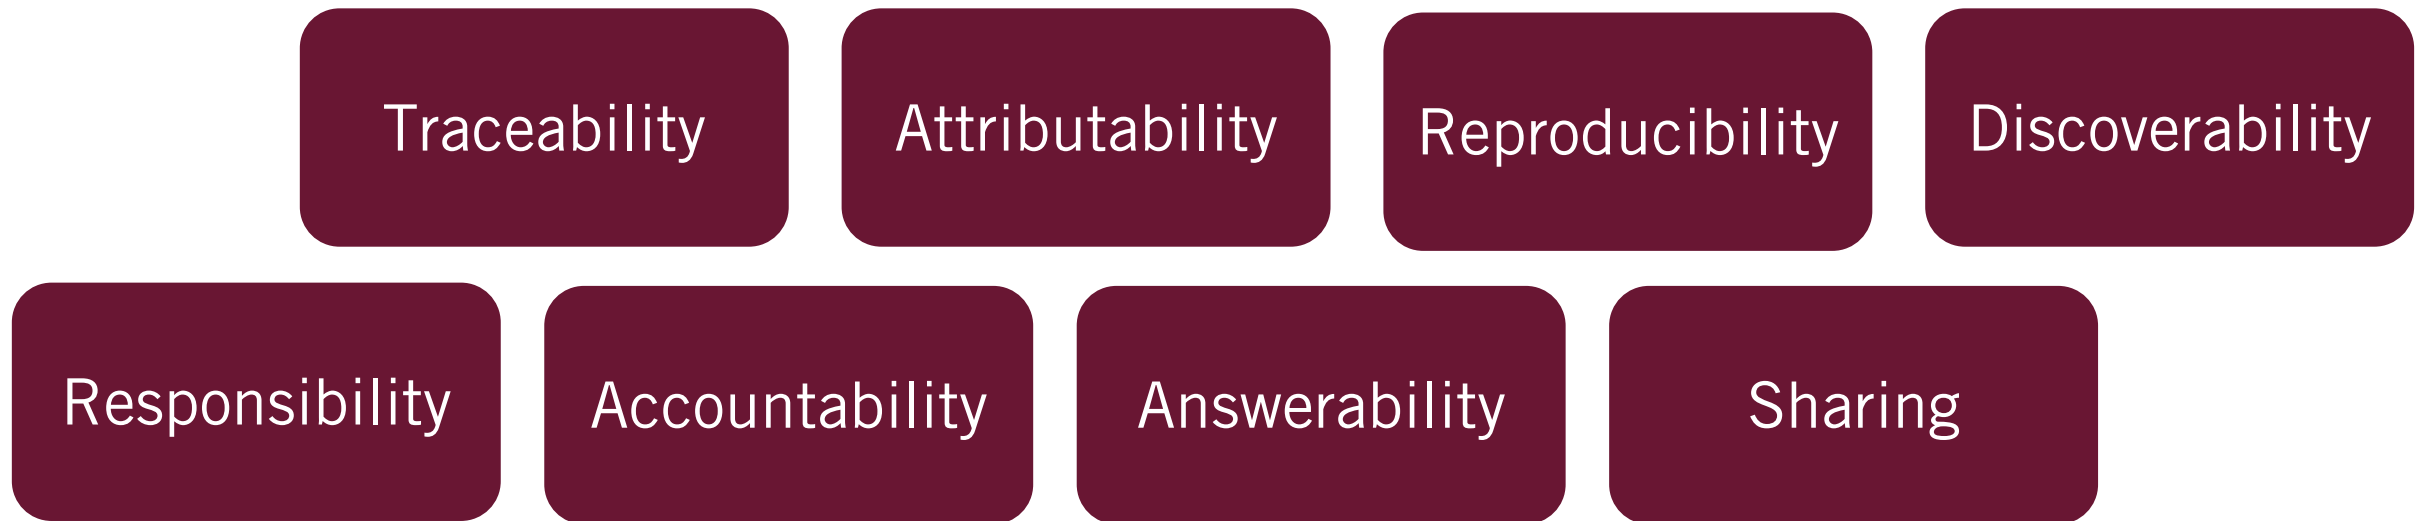 Traceability
Attributability
Reproducibility
Discoverability
Responsibility
Accountability
Answerability
Sharing